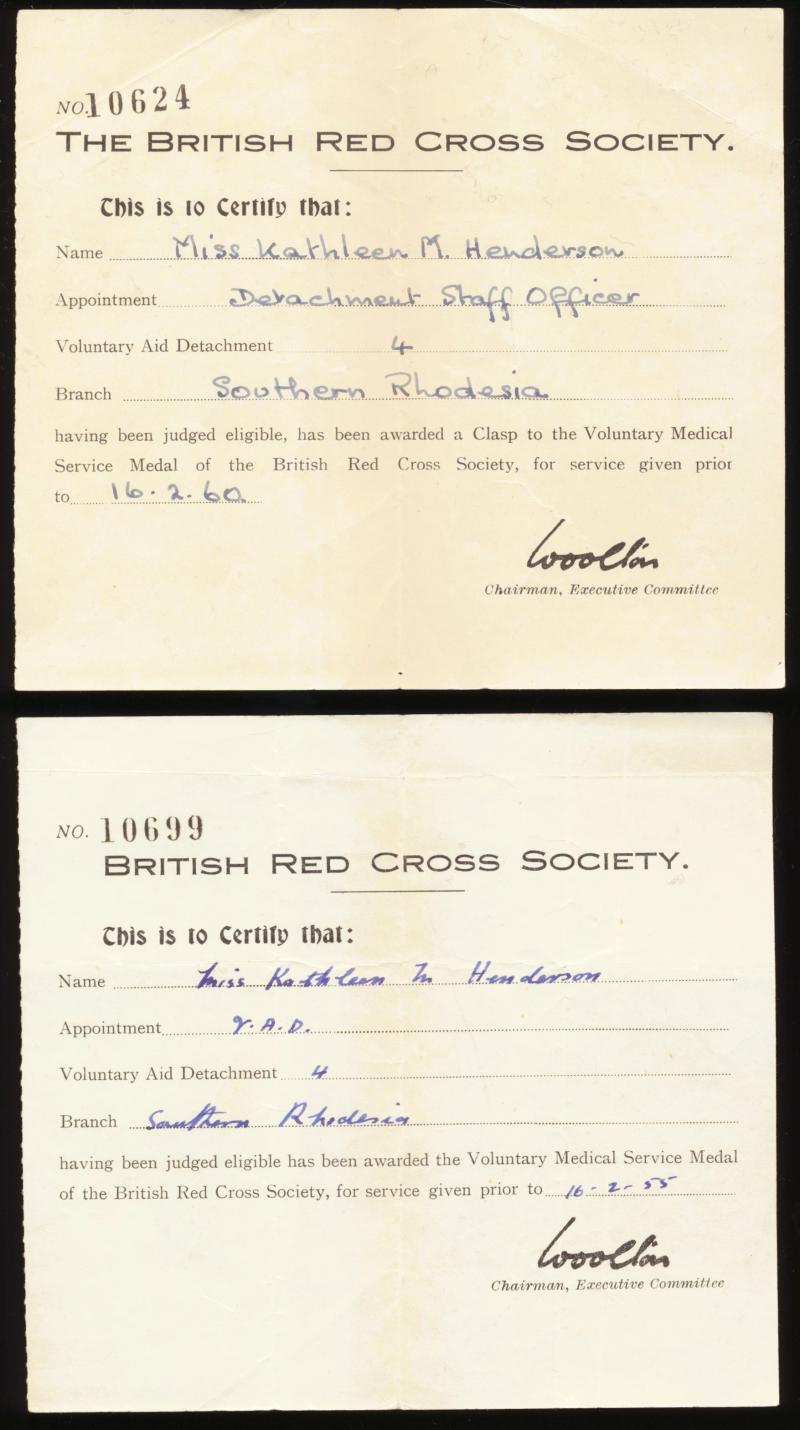 NO. 10624
THE BRITISH RED CROSS SOCIETY.
This is to Certify that:
Name Miss Kathleen M. Henderson
Appointment Detachment Staff Officer
Voluntary Aid Detachment 4
Branch Southern Rhodesia
having been judged eligible, has been awarded a Clasp to the Voluntary Medical
Service Medal of the British Red Cross Society, for service given prior
to 16.2.60
Woolton
Chairman, Executive Committee
NO. 10699
BRITISH RED CROSS SOCIETY.
This is to Certify that:
Name Miss Kathleen M Henderson
Appointment V.A.D.
Voluntary Aid Detachment 4
Branch Southern Rhodesia
having been judged eligible has been awarded the Voluntary Medical Service Medal
of the British Red Cross Society, for service given prior to 16-2-55
Woolton
Chairman, Executive Committee